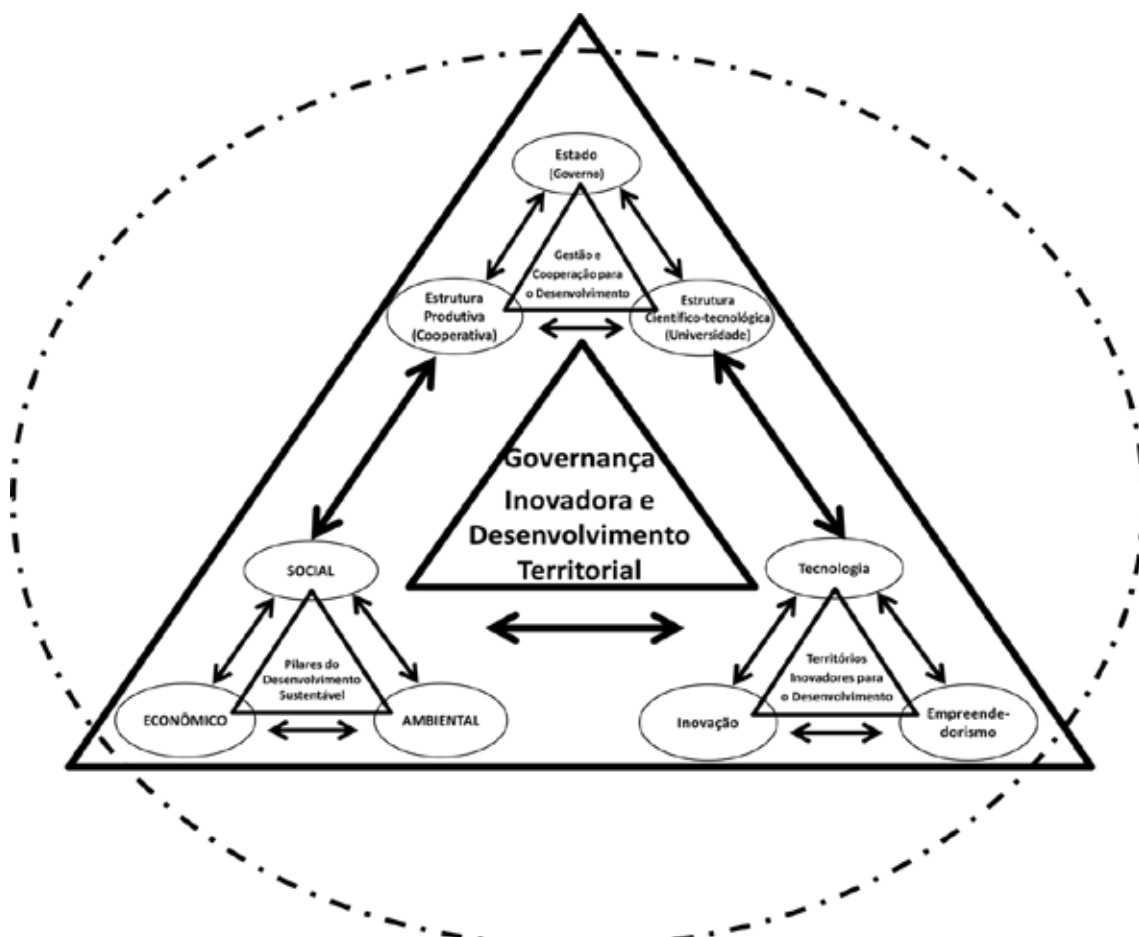 Estado
(Governo)
Gestão e
Cooperação para
o Desenvolvimento
Estrutura
Produtiva
(Cooperativa)
Estrutura
Científico-tecnológica
(Universidade)
Governança
Inovadora e
Desenvolvimento
Territorial
SOCIAL
Pilares do
Desenvolvimento
Sustentável
ECONÔMICO
AMBIENTAL
Tecnologia
Territórios
Inovadores para
o Desenvolvimento
Inovação
Empreende-
dorismo